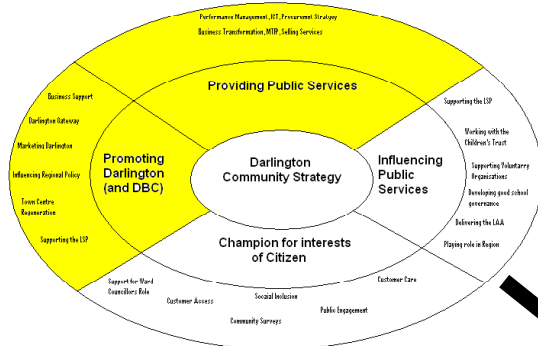 Performance Management, ICT, Procurment Stratgey
Business Transformation, MTFP, Selling Services
Providing Public Services
Business Support
Darlington Gateway
Marketing Darlington
Influencing Regional Policy
Town Centre
Regeneration
Supporting the LSP
Promoting
Darlington
(and DBC)
Darlington
Community Strategy
Influencing
Public
Services
Supporting the LSP
Working with the
Children's Trust
Supporting Voluntarry
Organisations
Developing good school
governance
Delivering the LAA
Playing role in Region
Champion for interests
of Citizen
Support for Ward
Councillors Role
Customer Access
Socaial Inclusion
Community Surveys
Public Engagement
Customer Care